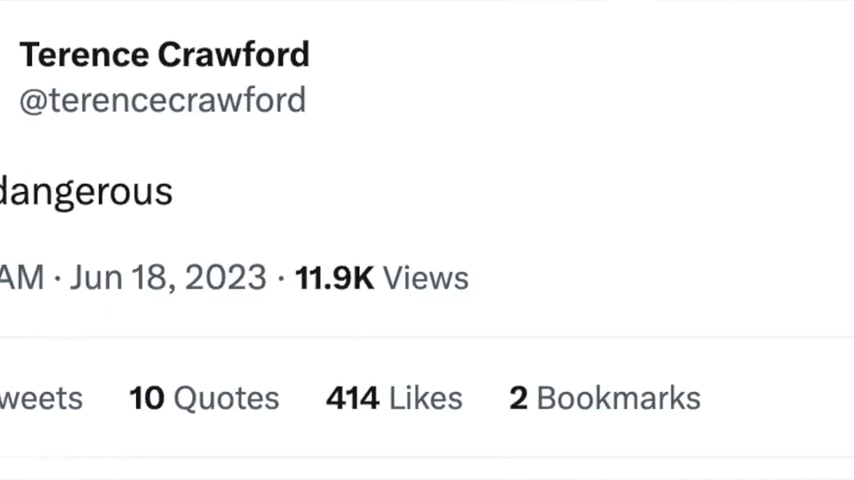 Terence Crawford
@terencecrawford
dangerous
AM · Jun 18, 2023 · 11.9K Views
weets 10 Quotes 414 Likes 2 Bookmarks